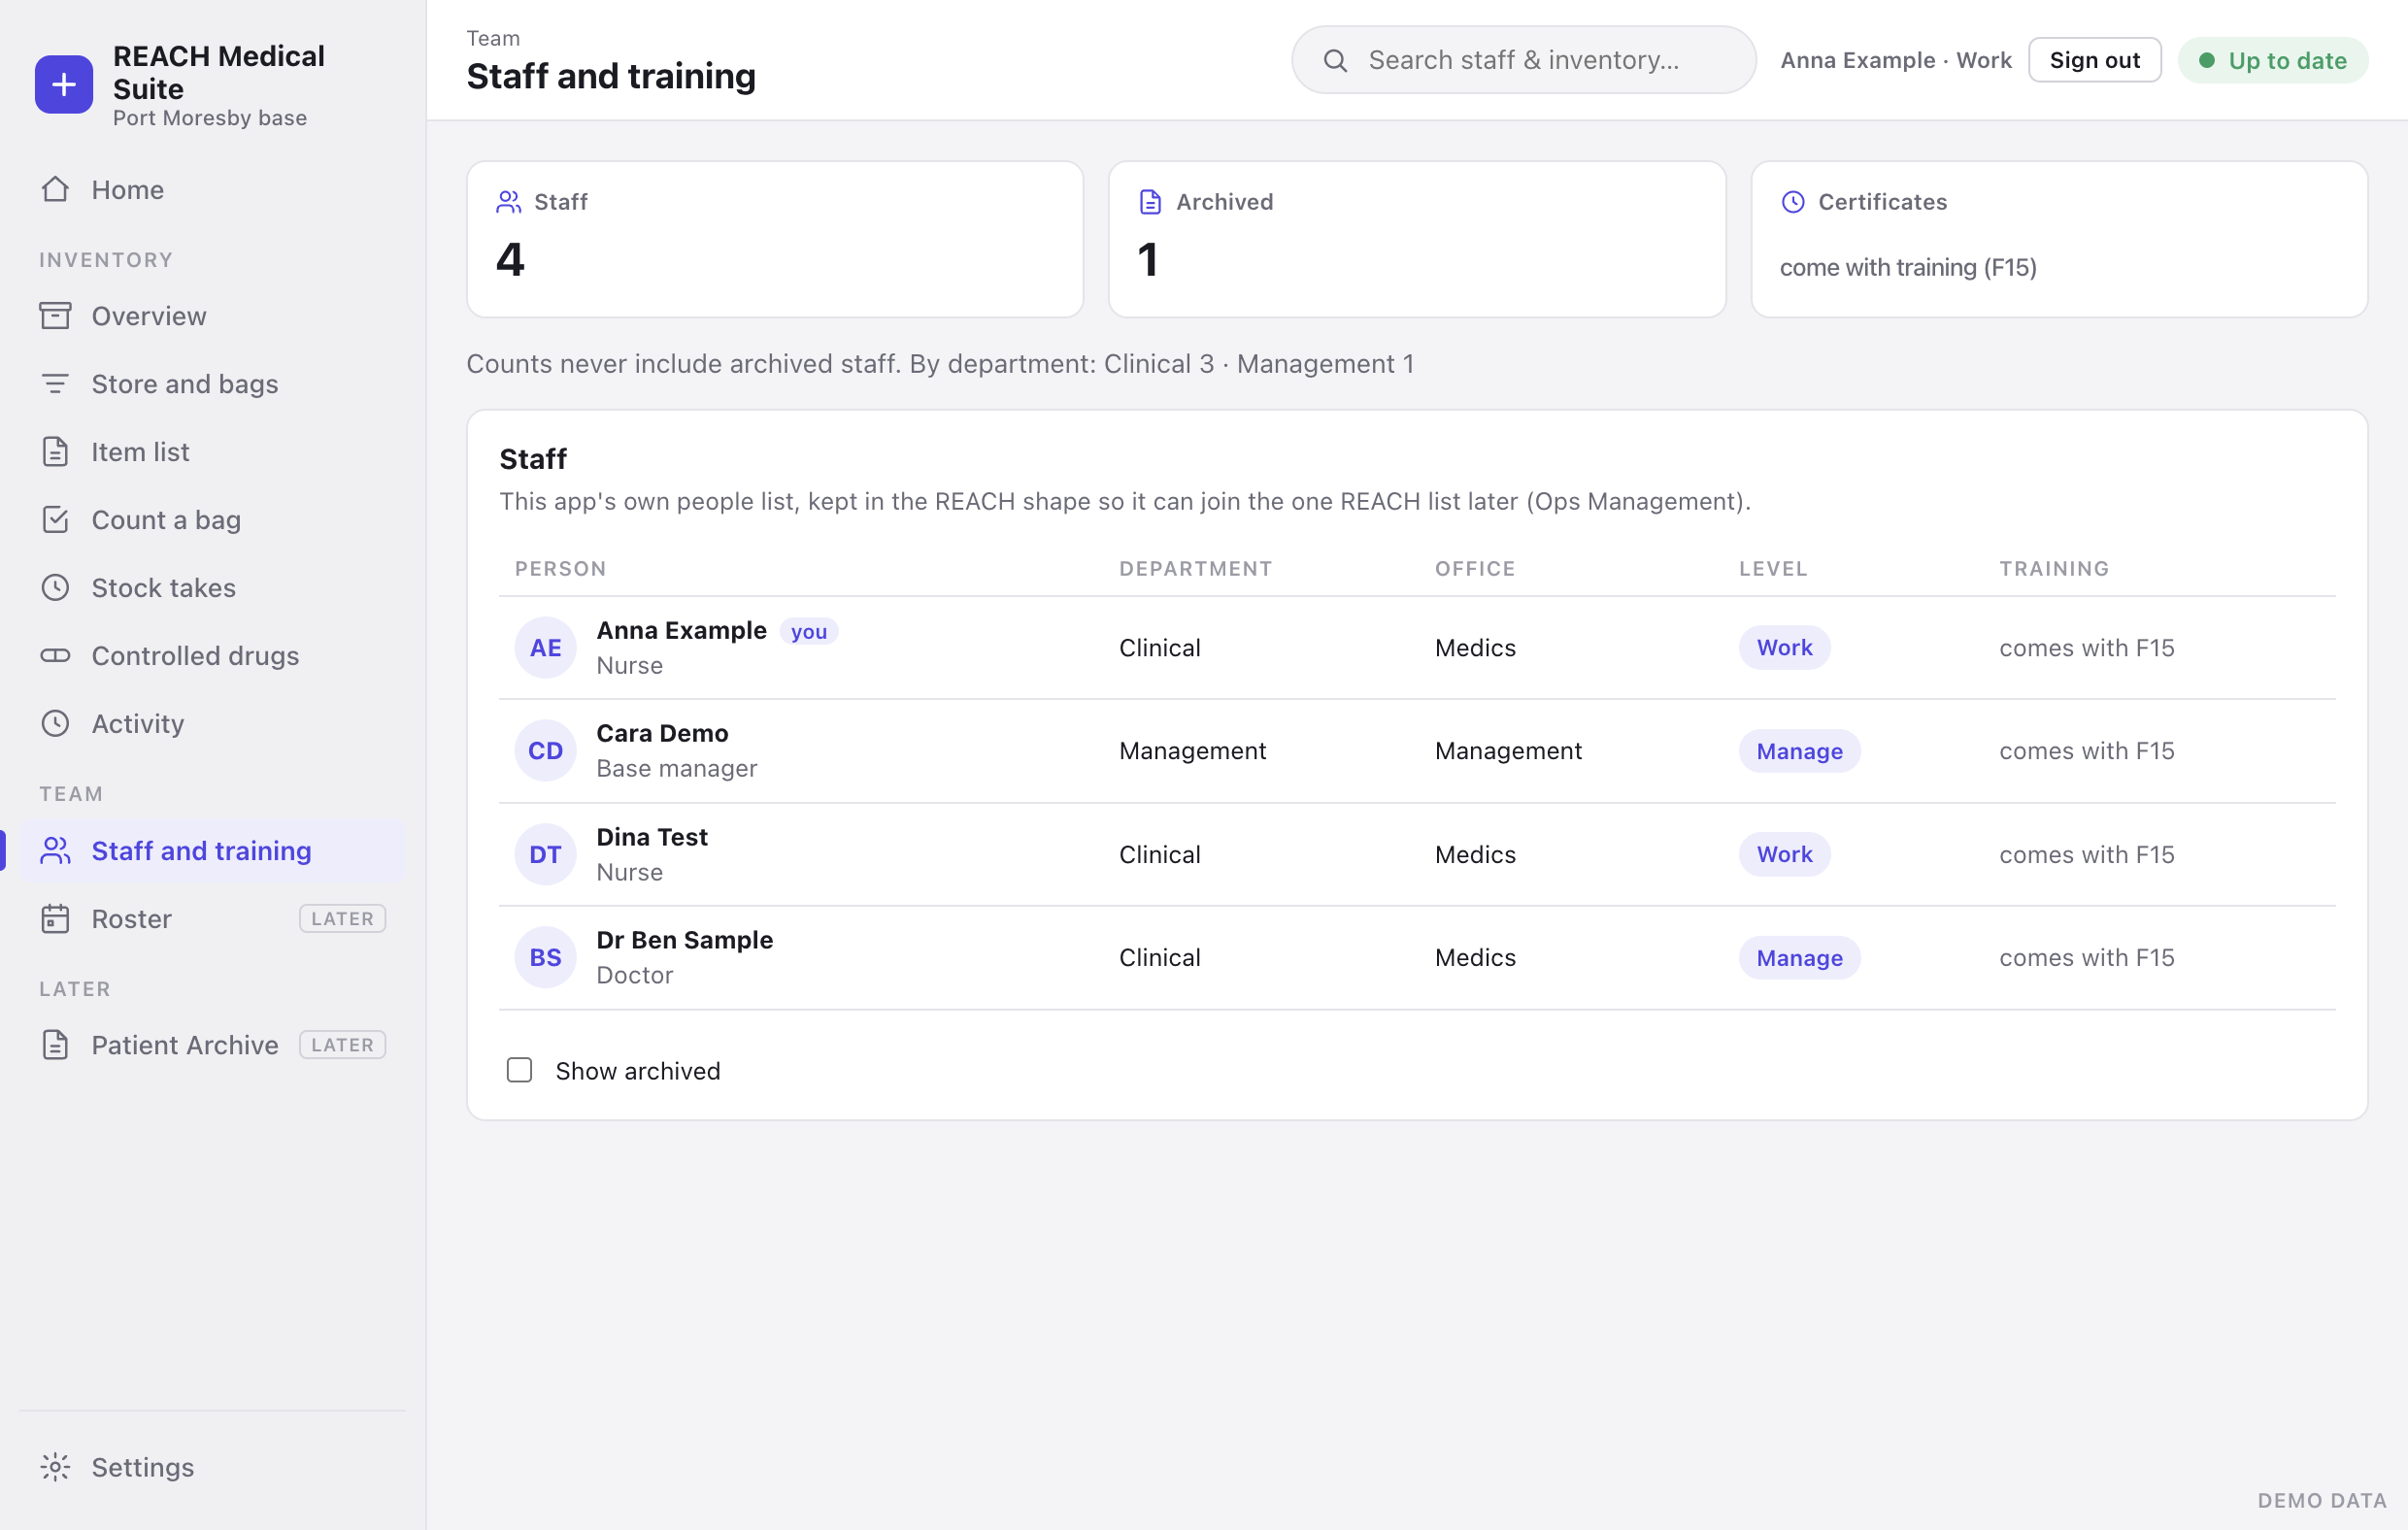 REACH Medical
Suite
Port Moresby base
Home
INVENTORY
Overview
Store and bags
Item list
Count a bag
Stock takes
Controlled drugs
Activity
TEAM
Staff and training
Roster LATER
LATER
Patient Archive LATER
Settings
Team
Staff and training
Search staff & inventory...
Anna Example · Work
Sign out
Up to date
Staff
4
Archived
1
Certificates
come with training (F15)
Counts never include archived staff. By department: Clinical 3 · Management 1
Staff
This app's own people list, kept in the REACH shape so it can join the one REACH list later (Ops Management).
PERSON DEPARTMENT OFFICE LEVEL TRAINING
AE Anna Example you
Nurse
Clinical Medics Work comes with F15
CD Cara Demo
Base manager
Management Management Manage comes with F15
DT Dina Test
Nurse
Clinical Medics Work comes with F15
BS Dr Ben Sample
Doctor
Clinical Medics Manage comes with F15
Show archived
DEMO DATA